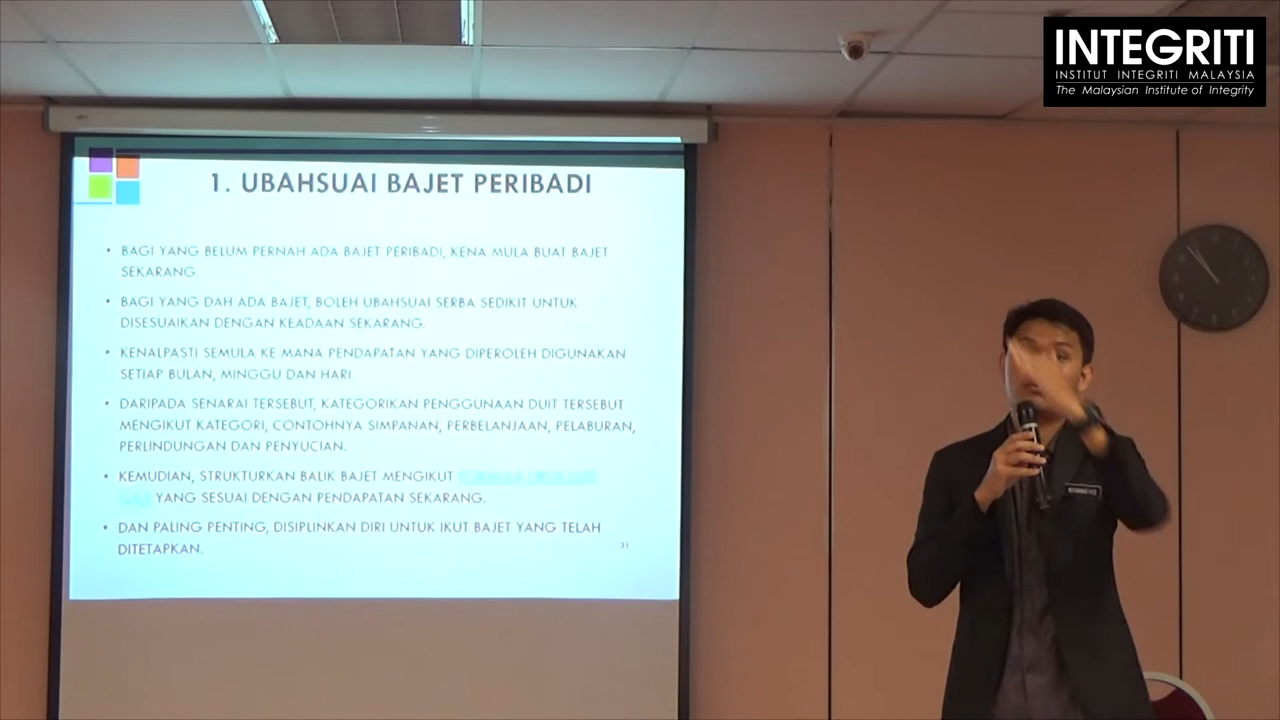 INTEGRITI
INSTITUT INTEGRITI MALAYSIA
The Malaysian Institute of Integrity
1. UBAHSUAI BAJET PERIBADI
• BAGI YANG BELUM PERNAH ADA BAJET PERIBADI, KENA MULA BUAT BAJET
SEKARANG.
• BAGI YANG DAH ADA BAJET, BOLEH UBAHSUAI SERBA SEDIKIT UNTUK
DISESUAIKAN DENGAN KEADAAN SEKARANG.
• KENALPASTI SEMULA KE MANA PENDAPATAN YANG DIPEROLEH DIGUNAKAN
SETIAP BULAN, MINGGU DAN HARI.
• DARIPADA SENARAI TERSEBUT, KATEGORIKAN PENGGUNAAN DUIT TERSEBUT
MENGIKUT KATEGORI, CONTOHNYA SIMPANAN, PERBELANJAAN, PELABURAN,
PERLINDUNGAN DAN PENYUCIAN.
• KEMUDIAN, STRUKTURKAN BALIK BAJET MENGIKUT
YANG SESUAI DENGAN PENDAPATAN SEKARANG.
• DAN PALING PENTING, DISIPLINKAN DIRI UNTUK IKUT BAJET YANG TELAH
DITETAPKAN.